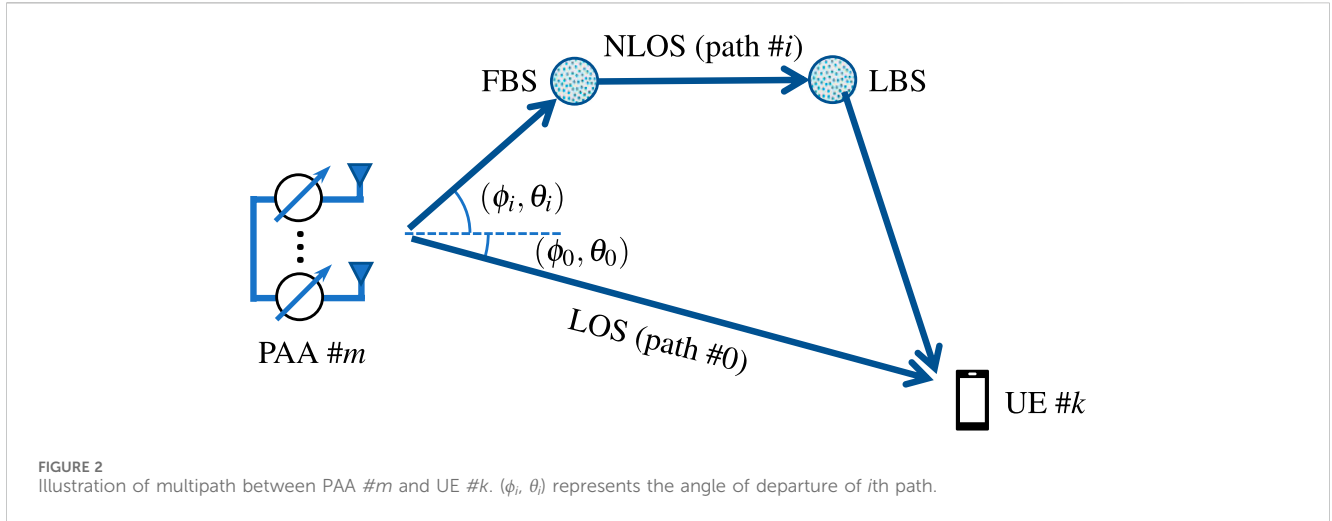 NLOS (path #i)
FBS
LBS
(ϕᵢ, θᵢ)
(ϕ₀, θ₀)
LOS (path #0)
PAA #m
UE #k
FIGURE 2
Illustration of multipath between PAA #m and UE #k. (ϕᵢ, θᵢ) represents the angle of departure of ith path.